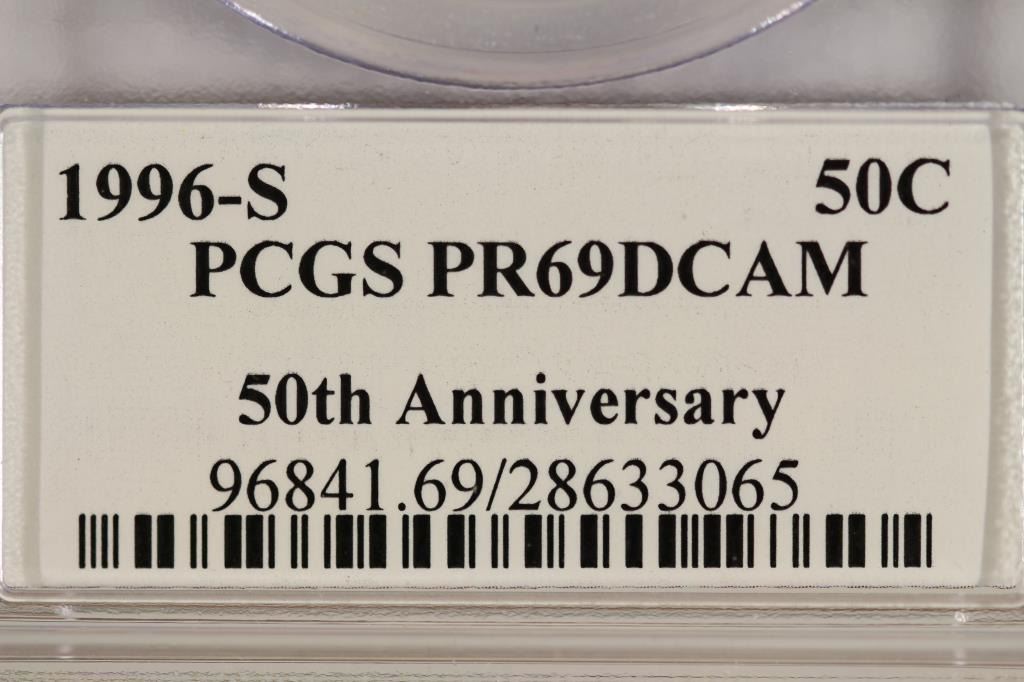 1996-S 50C
PCGS PR69DCAM
50th Anniversary
96841.69/28633065